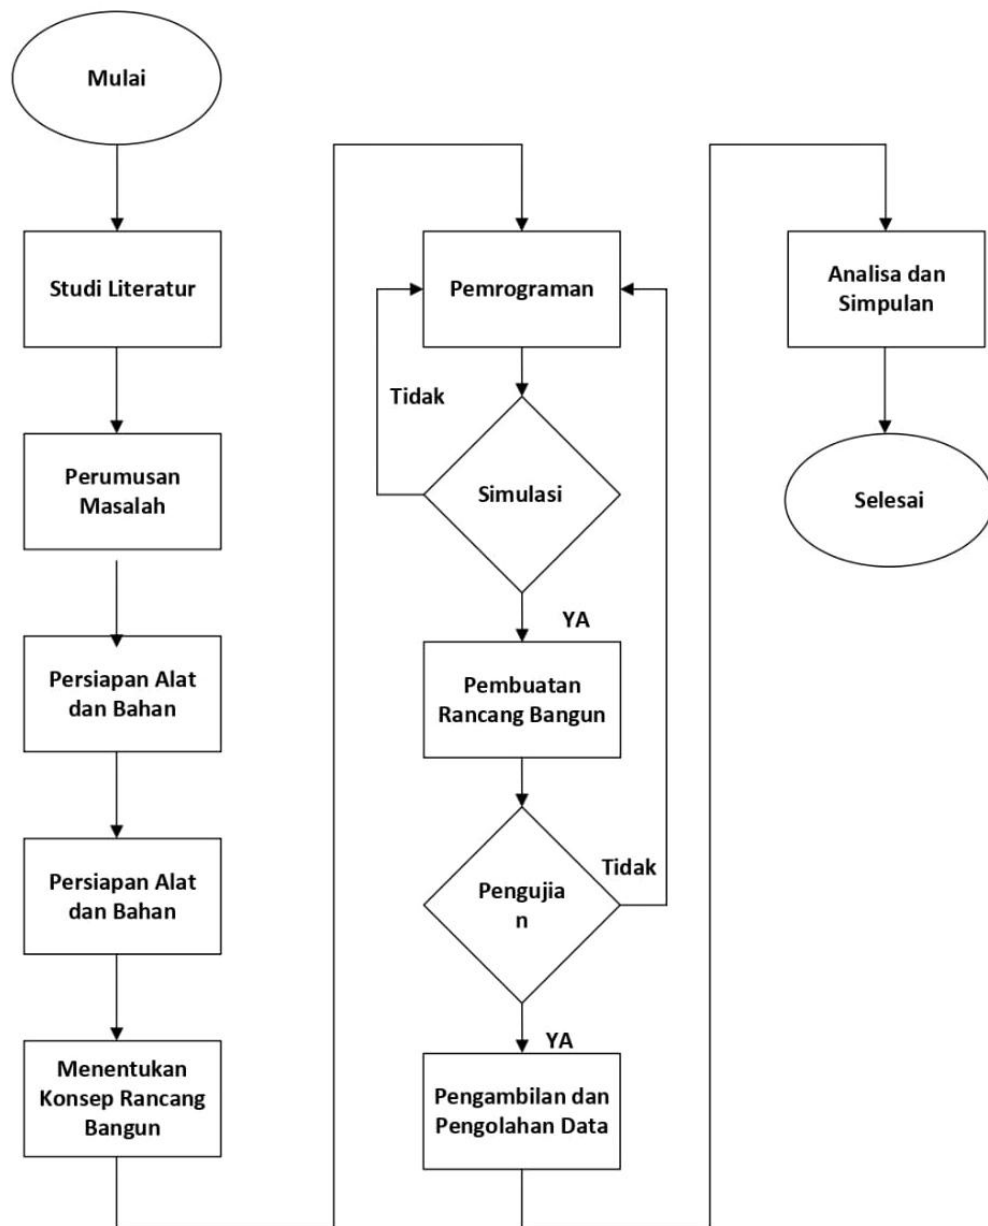 Mulai
Studi Literatur
Perumusan
Masalah
Persiapan Alat
dan Bahan
Persiapan Alat
dan Bahan
Menentukan
Konsep Rancang
Bangun
Pemrograman
Tidak
Simulasi
YA
Pembuatan
Rancang Bangun
Tidak
Pengujia
n
YA
Pengambilan dan
Pengolahan Data
Analisa dan
Simpulan
Selesai